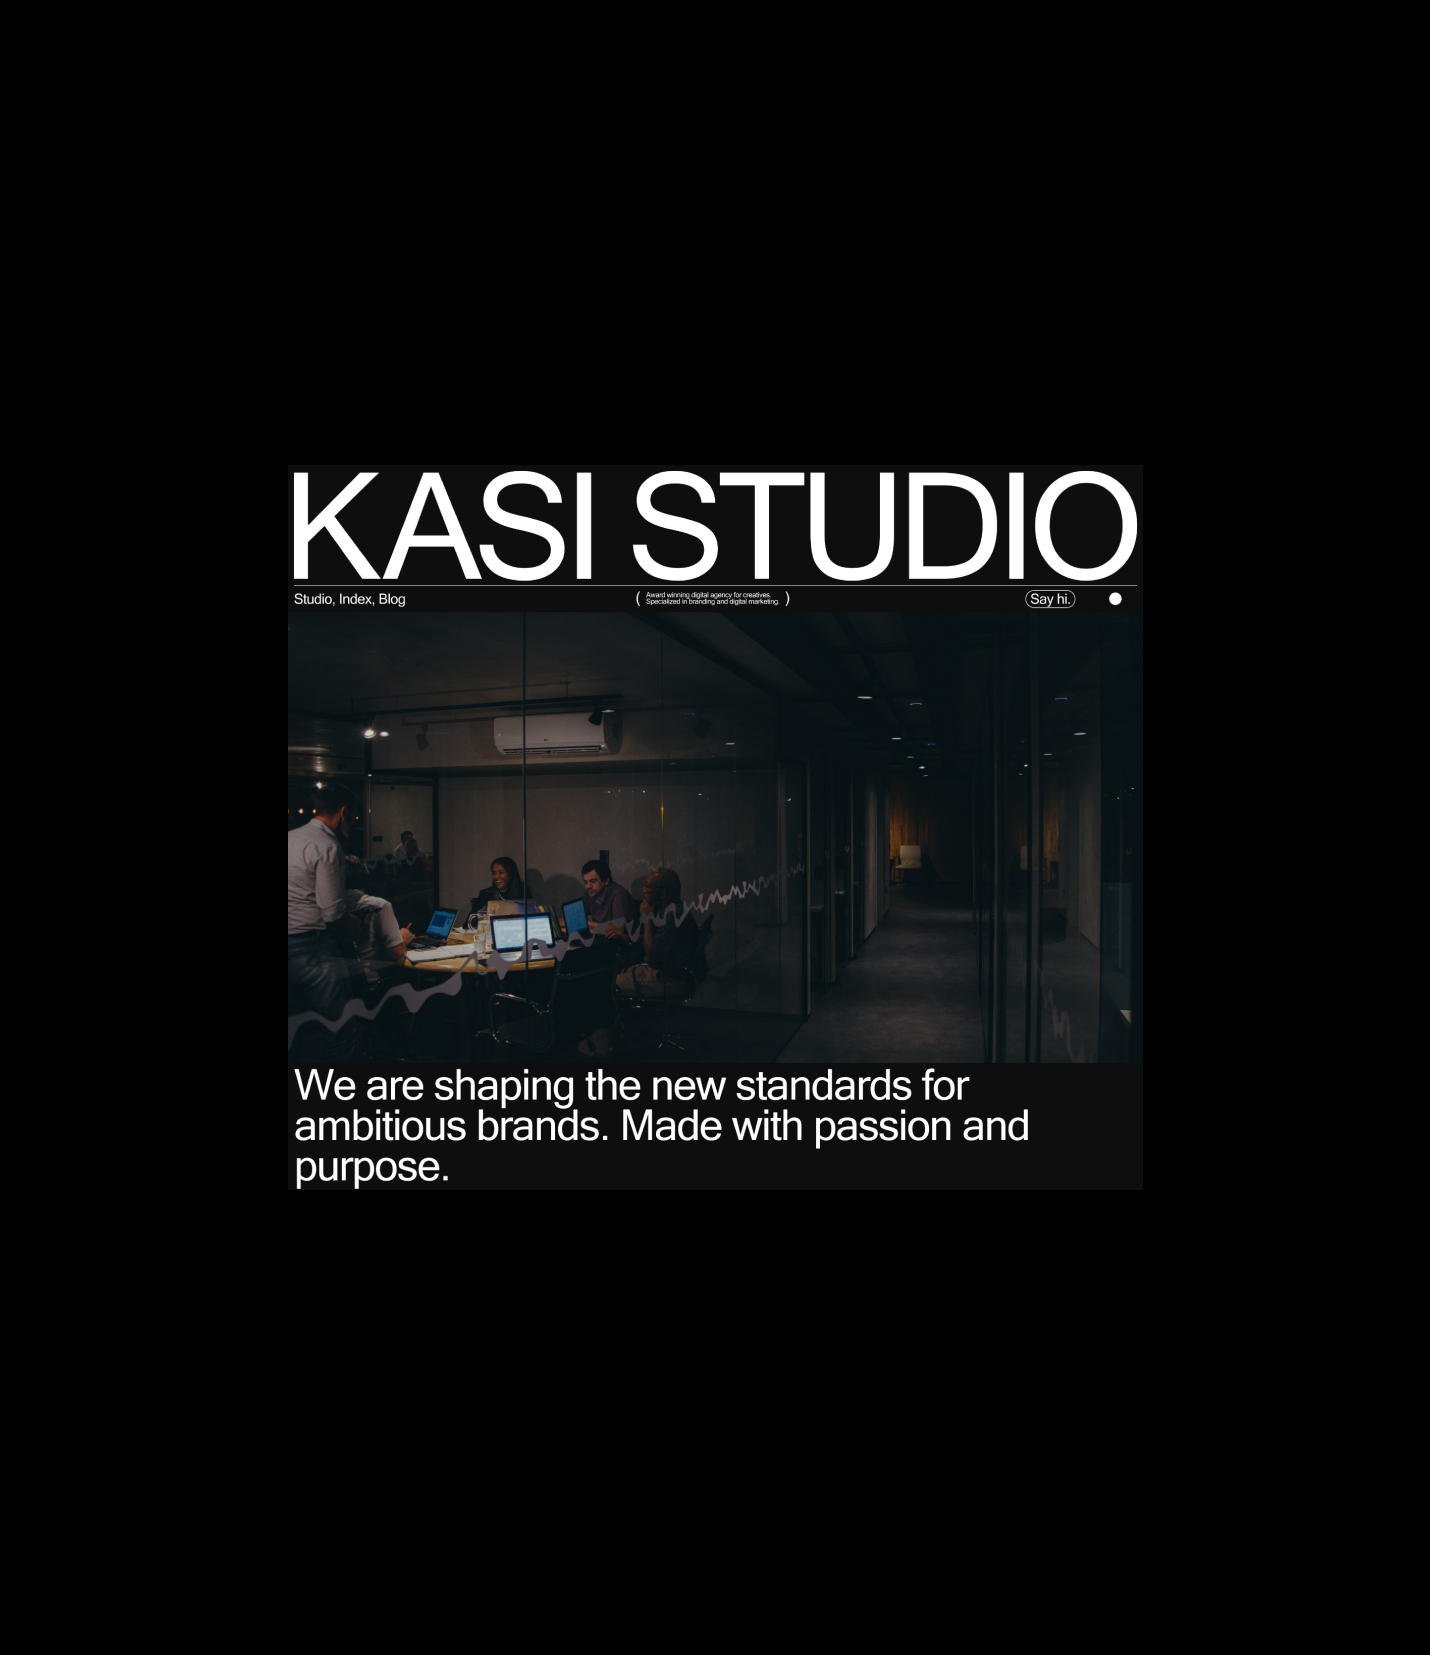 KASI STUDIO
Studio, Index, Blog
( Award winning digital agency for creatives.
Specialized in branding and digital marketing. )
Say hi.
We are shaping the new standards for
ambitious brands. Made with passion and
purpose.